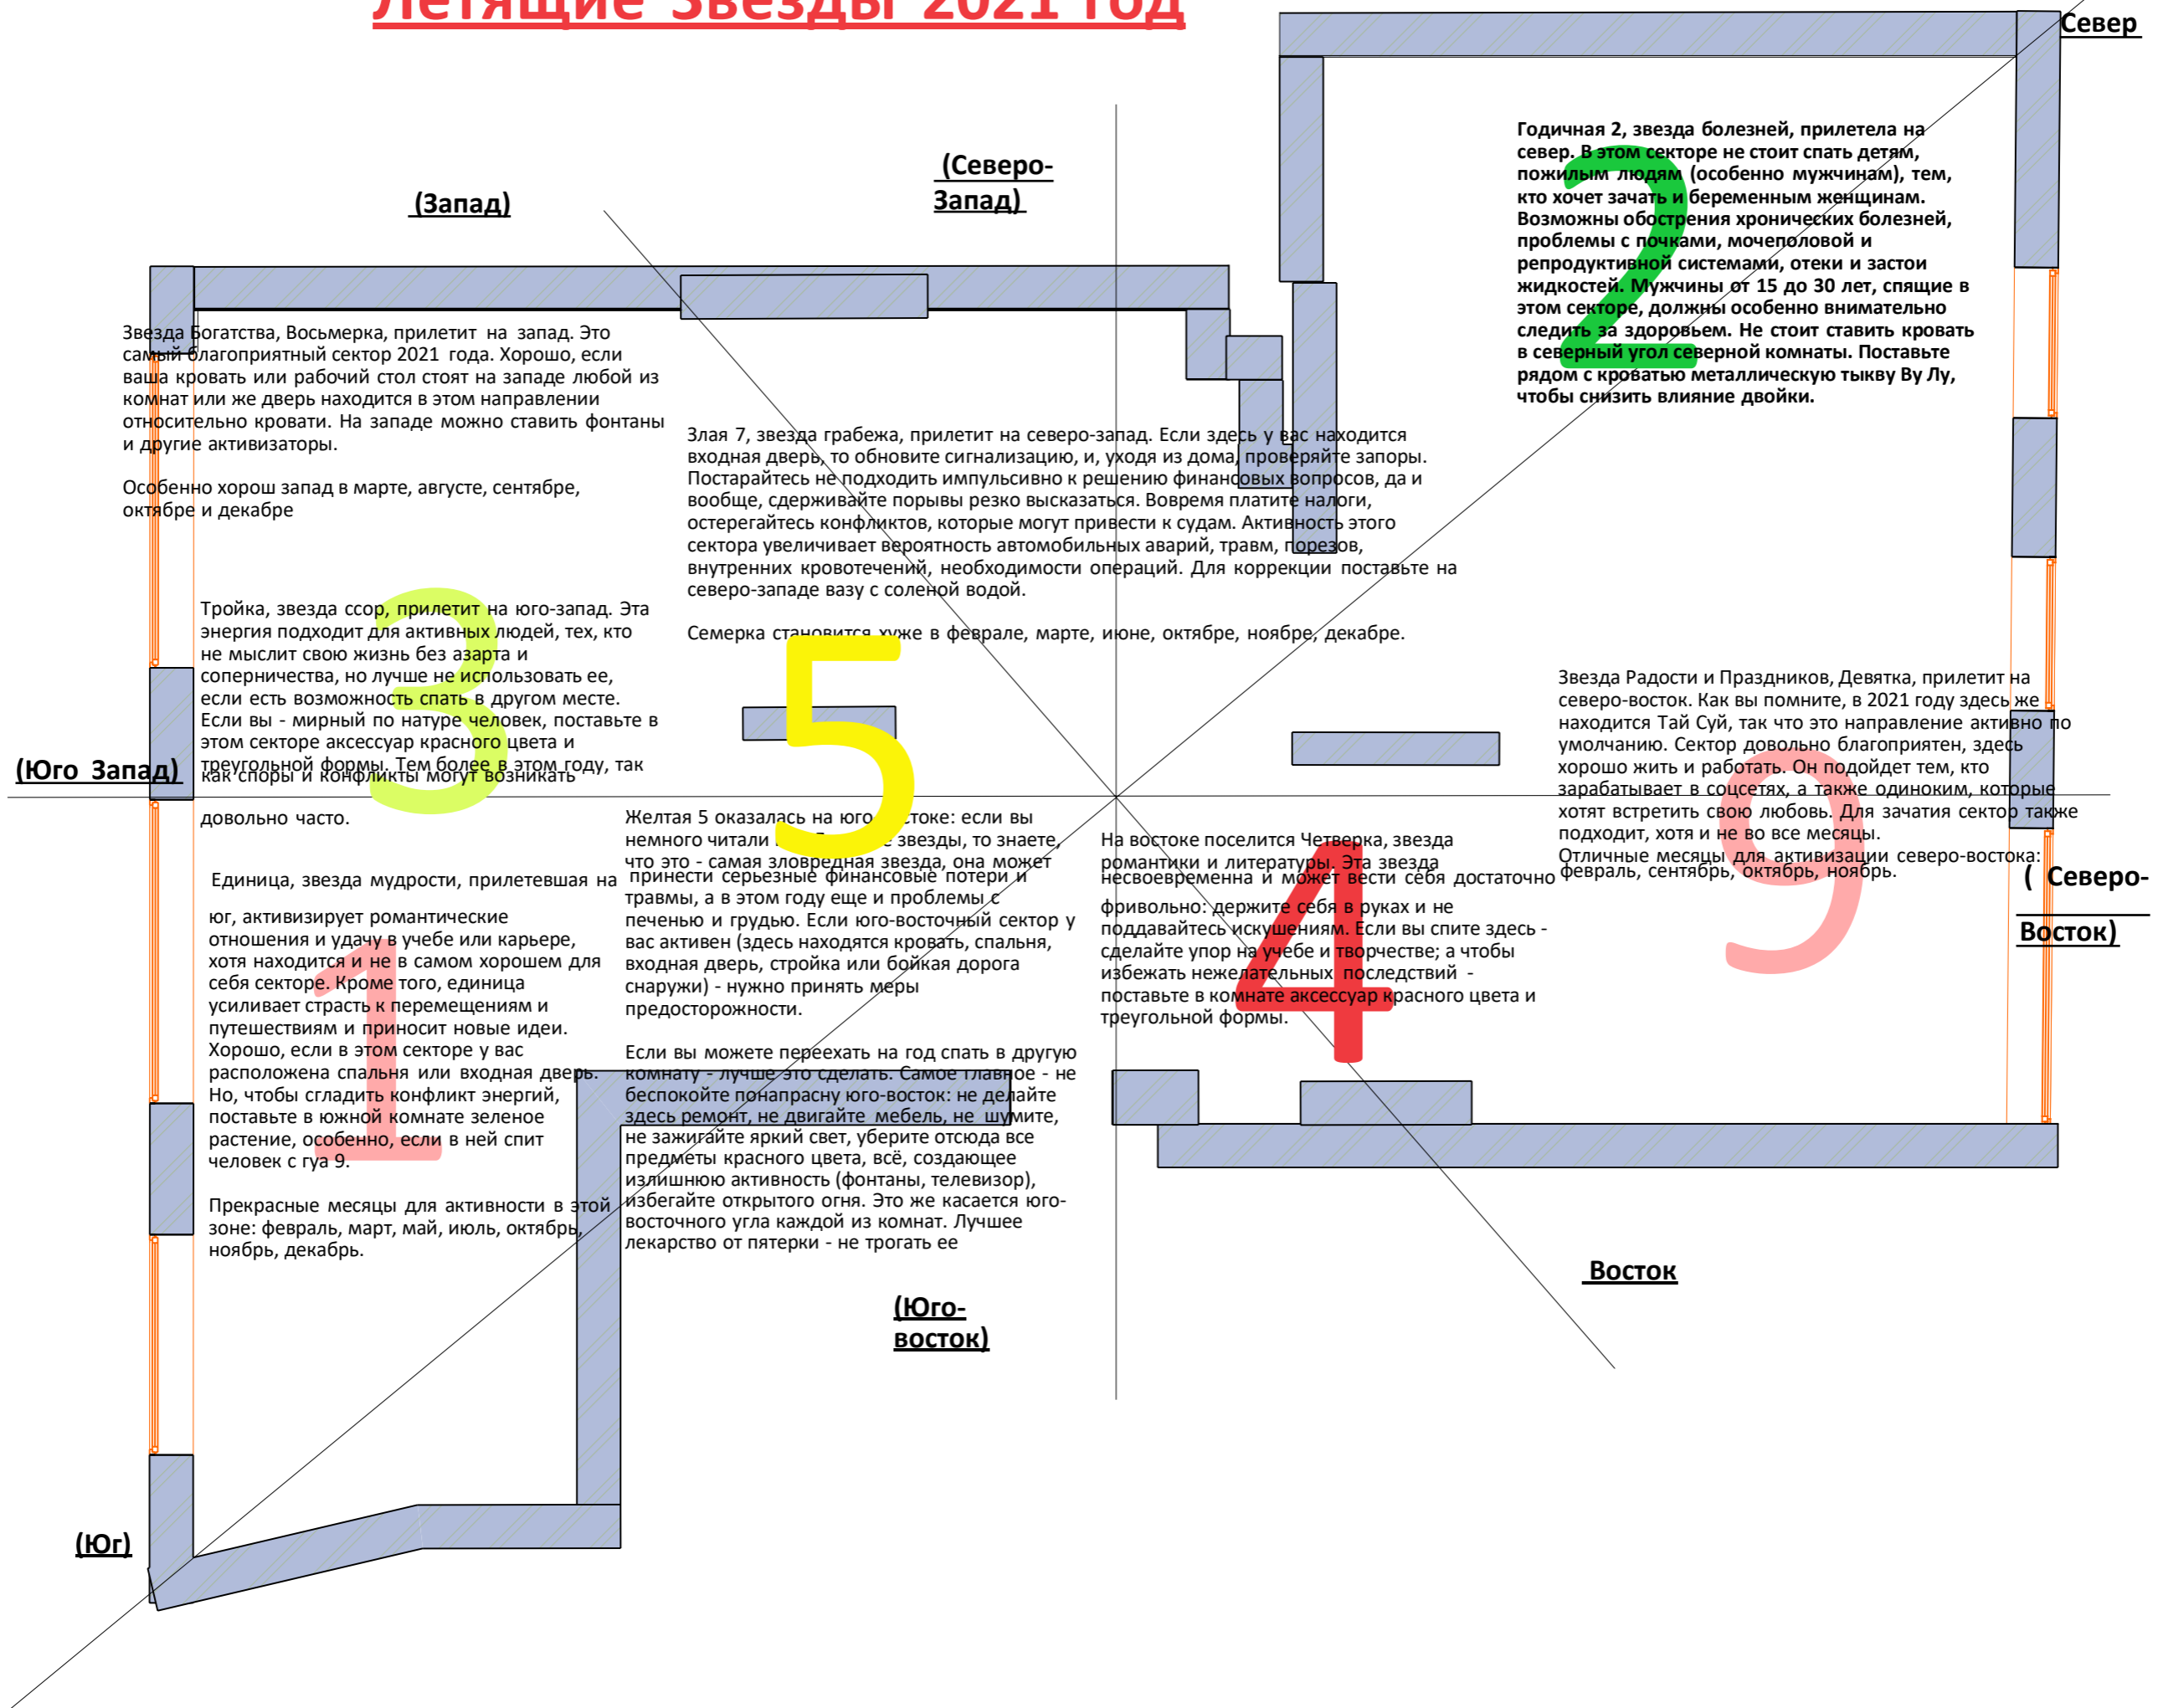 Летящие Звезды 2021 год
Север
(Северо-
Запад)
(Запад)
Годичная 2, звезда болезней, прилетела на
север. В этом секторе не стоит спать детям,
пожилым людям (особенно мужчинам), тем,
кто хочет зачать и беременным женщинам.
Возможны обострения хронических болезней,
проблемы с почками, мочеполовой и
репродуктивной системами, отеки и застои
жидкостей. Мужчины от 15 до 30 лет, спящие в
этом секторе, должны особенно внимательно
следить за здоровьем. Не стоит ставить кровать
в северный угол северной комнаты. Поставьте
рядом с кроватью металлическую тыкву Ву Лу,
чтобы снизить влияние двойки.
2
Звезда Богатства, Восьмерка, прилетит на запад. Это
самый благоприятный сектор 2021 года. Хорошо, если
ваша кровать или рабочий стол стоят на западе любой из
комнат или же дверь находится в этом направлении
относительно кровати. На западе можно ставить фонтаны
и другие активизаторы.
Особенно хорош запад в марте, августе, сентябре,
октябре и декабре
Злая 7, звезда грабежа, прилетит на северо-запад. Если здесь у вас находится
входная дверь, то обновите сигнализацию, и, уходя из дома, проверяйте запоры.
Постарайтесь не подходить импульсивно к решению финансовых вопросов, да и
вообще, сдерживайте порывы резко высказаться. Вовремя платите налоги,
остерегайтесь конфликтов, которые могут привести к судам. Активность этого
сектора увеличивает вероятность автомобильных аварий, травм, порезов,
внутренних кровотечений, необходимости операций. Для коррекции поставьте на
северо-западе вазу с соленой водой.
Семерка становится хуже в феврале, марте, июне, октябре, ноябре, декабре.
Тройка, звезда ссор, прилетит на юго-запад. Эта
энергия подходит для активных людей, тех, кто
не мыслит свою жизнь без азарта и
соперничества, но лучше не использовать ее,
если есть возможность спать в другом месте.
Если вы - мирный по натуре человек, поставьте в
этом секторе аксессуар красного цвета и
треугольной формы. Тем более в этом году, так
как споры и конфликты могут возникать
довольно часто.
3
5
(Юго Запад)
Звезда Радости и Праздников, Девятка, прилетит на
северо-восток. Как вы помните, в 2021 году здесь же
находится Тай Суй, так что это направление активно по
умолчанию. Сектор довольно благоприятен, здесь
хорошо жить и работать. Он подойдет тем, кто
зарабатывает в соцсетях, а также одиноким, которые
хотят встретить свою любовь. Для зачатия сектор также
подходит, хотя и не во все месяцы.
Отличные месяцы для активизации северо-востока:
февраль, сентябрь, октябрь, ноябрь.
9
( Северо-
Восток)
Единица, звезда мудрости, прилетевшая на
юг, активизирует романтические
отношения и удачу в учебе или карьере,
хотя находится и не в самом хорошем для
себя секторе. Кроме того, единица
усиливает страсть к перемещениям и
путешествиям и приносит новые идеи.
Хорошо, если в этом секторе у вас
расположена спальня или входная дверь.
Но, чтобы сгладить конфликт энергий,
поставьте в южной комнате зеленое
растение, особенно, если в ней спит
человек с гуа 9.
Прекрасные месяцы для активности в этой
зоне: февраль, март, май, июль, октябрь,
ноябрь, декабрь.
1
Желтая 5 оказалась на юго-востоке: если вы
немного читали звезды, то знаете,
что это - самая зловредная звезда, она может
принести серьезные финансовые потери и
травмы, а в этом году еще и проблемы с
печенью и грудью. Если юго-восточный сектор у
вас активен (здесь находятся кровать, спальня,
входная дверь, стройка или бойкая дорога
снаружи) - нужно принять меры
предосторожности.
Если вы можете переехать на год спать в другую
комнату - лучше это сделать. Самое главное - не
беспокойте понапрасну юго-восток: не делайте
здесь ремонт, не двигайте мебель, не шумите,
не зажигайте яркий свет, уберите отсюда все
предметы красного цвета, всё, создающее
излишнюю активность (фонтаны, телевизор),
избегайте открытого огня. Это же касается юго-
восточного угла каждой из комнат. Лучшее
лекарство от пятерки - не трогать ее
На востоке поселится Четверка, звезда
романтики и литературы. Эта звезда
несвоевременна и может вести себя достаточно
фривольно: держите себя в руках и не
поддавайтесь искушениям. Если вы спите здесь -
сделайте упор на учебе и творчестве; а чтобы
избежать нежелательных последствий -
поставьте в комнате аксессуар красного цвета и
треугольной формы.
4
Восток
(Юго-
восток)
(Юг)